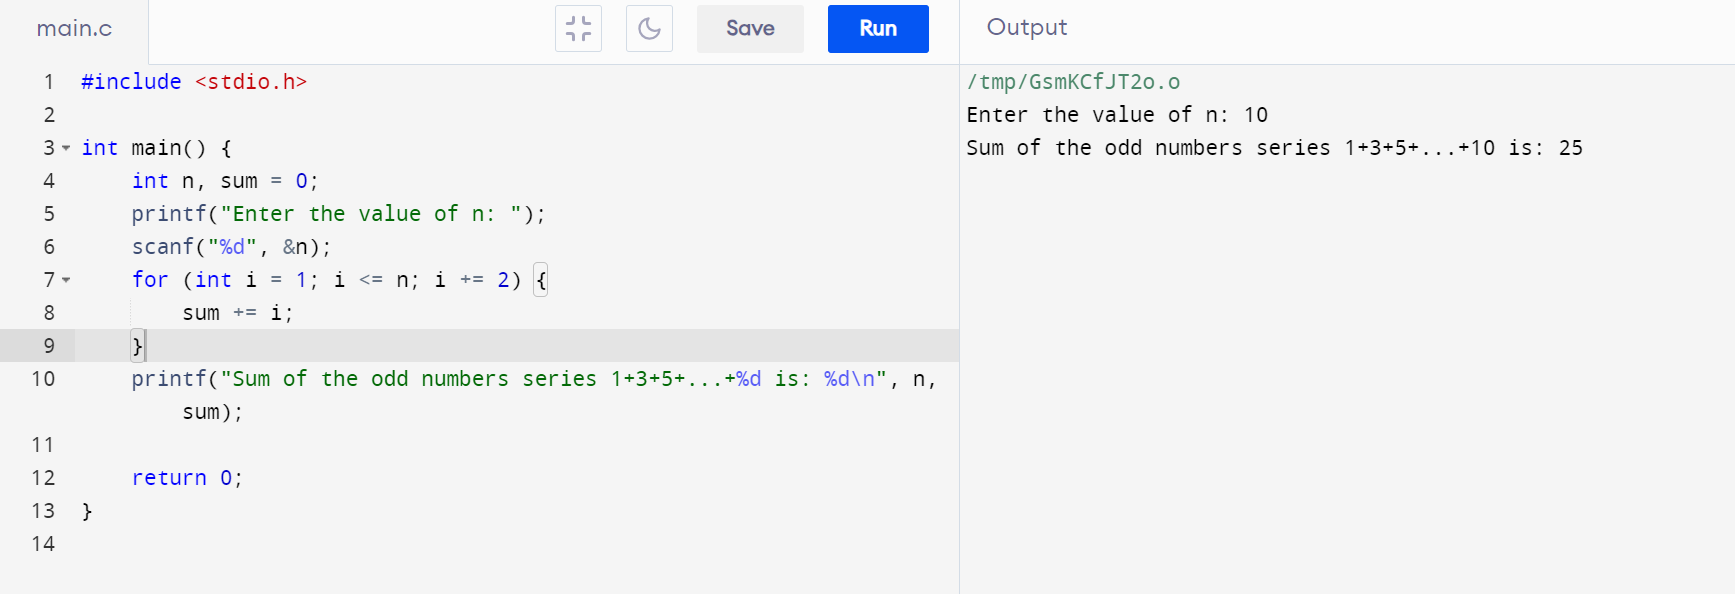 main.c
Save
Run
Output
1 #include <stdio.h>
2
3 int main() {
4     int n, sum = 0;
5     printf("Enter the value of n: ");
6     scanf("%d", &n);
7     for (int i = 1; i <= n; i += 2) {
8         sum += i;
9     }
10     printf("Sum of the odd numbers series 1+3+5+...+%d is: %d\n", n,
sum);
11
12     return 0;
13 }
14
/tmp/GsmKCfJT2o.o
Enter the value of n: 10
Sum of the odd numbers series 1+3+5+...+10 is: 25